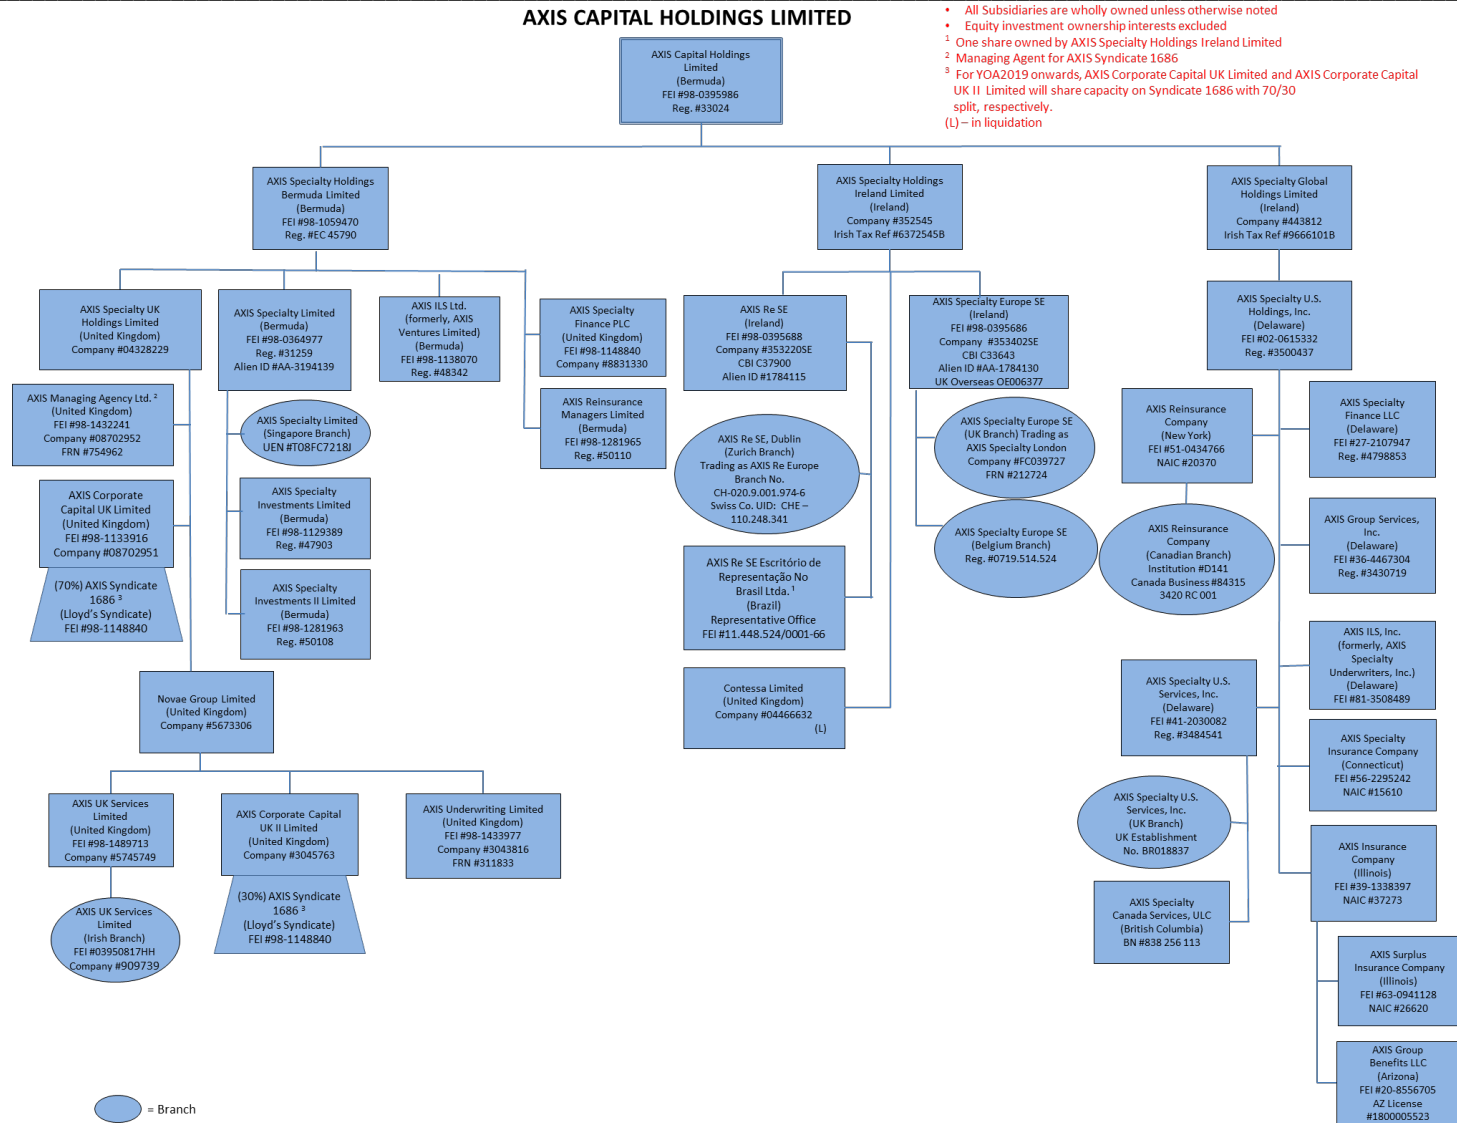 AXIS CAPITAL HOLDINGS LIMITED
• All Subsidiaries are wholly owned unless otherwise noted
• Equity investment ownership interests excluded
1 One share owned by AXIS Specialty Holdings Ireland Limited
2 Managing Agent for AXIS Syndicate 1686
3 For YOA2019 onwards, AXIS Corporate Capital UK Limited and AXIS Corporate Capital
UK II Limited will share capacity on Syndicate 1686 with 70/30
split, respectively.
(L) – in liquidation
AXIS Capital Holdings
Limited
(Bermuda)
FEI #98-0395986
Reg. #33024
AXIS Specialty Holdings
Bermuda Limited
(Bermuda)
FEI #98-1059470
Reg. #EC 45790
AXIS Specialty Holdings
Ireland Limited
(Ireland)
Company #352545
Irish Tax Ref #6372545B
AXIS Specialty Global
Holdings Limited
(Ireland)
Company #443812
Irish Tax Ref #9666101B
AXIS Specialty UK
Holdings Limited
(United Kingdom)
Company #04328229
AXIS Specialty Limited
(Bermuda)
FEI #98-0364977
Reg. #31259
Alien ID #AA-3194139
AXIS ILS Ltd.
(formerly, AXIS
Ventures Limited)
(Bermuda)
FEI #98-1138070
Reg. #48342
AXIS Specialty
Finance PLC
(United Kingdom)
FEI #98-1148840
Company #8831330
AXIS Re SE
(Ireland)
FEI #98-0395688
Company #353220SE
CBI C37900
Alien ID #1784115
AXIS Specialty Europe SE
(Ireland)
FEI #98-0395686
Company #353402SE
CBI C33643
Alien ID #AA-1784130
UK Overseas OE006377
AXIS Specialty U.S.
Holdings, Inc.
(Delaware)
FEI #02-0615332
Reg. #3500437
AXIS Managing Agency Ltd. 2
(United Kingdom)
FEI #98-1432241
Company #08702952
FRN #754962
AXIS Specialty Limited
(Singapore Branch)
UEN #T08FC7218J
AXIS Reinsurance
Managers Limited
(Bermuda)
FEI #98-1281965
Reg. #50110
AXIS Re SE, Dublin
(Zurich Branch)
Trading as AXIS Re Europe
Branch No.
CH-020.9.001.974-6
Swiss Co. UID: CHE –
110.248.341
AXIS Specialty Europe SE
(UK Branch) Trading as
AXIS Specialty London
Company #FC039727
FRN #212724
AXIS Reinsurance
Company
(New York)
FEI #51-0434766
NAIC #20370
AXIS Specialty
Finance LLC
(Delaware)
FEI #27-2107947
Reg. #4798853
AXIS Corporate
Capital UK Limited
(United Kingdom)
FEI #98-1133916
Company #08702951
(70%) AXIS Syndicate
1686 3
(Lloyd's Syndicate)
FEI #98-1148840
AXIS Specialty
Investments Limited
(Bermuda)
FEI #98-1129389
Reg. #47903
AXIS Specialty
Investments II Limited
(Bermuda)
FEI #98-1281963
Reg. #50108
AXIS Re SE Escritório de
Representação No
Brasil Ltda. 1
(Brazil)
Representative Office
FEI #11.448.524/0001-66
AXIS Specialty Europe SE
(Belgium Branch)
Reg. #0719.514.524
AXIS Reinsurance
Company
(Canadian Branch)
Institution #D141
Canada Business #84315
3420 RC 001
AXIS Group Services,
Inc.
(Delaware)
FEI #36-4467304
Reg. #3430719
AXIS ILS, Inc.
(formerly, AXIS
Specialty
Underwriters, Inc.)
(Delaware)
FEI #81-3508489
Novae Group Limited
(United Kingdom)
Company #5673306
Contessa Limited
(United Kingdom)
Company #04466632
(L)
AXIS Specialty U.S.
Services, Inc.
(Delaware)
FEI #41-2030082
Reg. #3484541
AXIS Specialty
Insurance Company
(Connecticut)
FEI #56-2295242
NAIC #15610
AXIS UK Services
Limited
(United Kingdom)
FEI #98-1489713
Company #5745749
AXIS Corporate Capital
UK II Limited
(United Kingdom)
Company #3045763
AXIS Underwriting Limited
(United Kingdom)
FEI #98-1433977
Company #3043816
FRN #311833
AXIS Specialty U.S.
Services, Inc.
(UK Branch)
UK Establishment
No. BR018837
AXIS Insurance
Company
(Illinois)
FEI #39-1338397
NAIC #37273
AXIS UK Services
Limited
(Irish Branch)
FEI #03950817HH
Company #909739
(30%) AXIS Syndicate
1686 3
(Lloyd's Syndicate)
FEI #98-1148840
AXIS Specialty
Canada Services, ULC
(British Columbia)
BN #838 256 113
AXIS Surplus
Insurance Company
(Illinois)
FEI #63-0941128
NAIC #26620
AXIS Group
Benefits LLC
(Arizona)
FEI #20-8556705
AZ License
#1800005523
= Branch